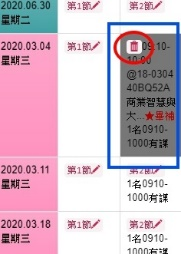 2020.06.30
星期二
第1節
第2節
2020.03.04
星期三
第1節
09:10-
10:00
@18-0304
40BQ52A
商業智慧與
大...★畢補
1名0910-
1000有課
2020.03.11
星期三
第1節
第2節
1名0910-
1000有課
2020.03.18
星期三
第1節
第2節
1名0910-
1000有課